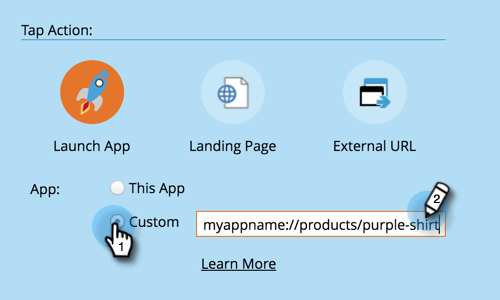 Tap Action:
Launch App Landing Page External URL
App: This App
Custom myappname://products/purple-shirt
1 2
Learn More